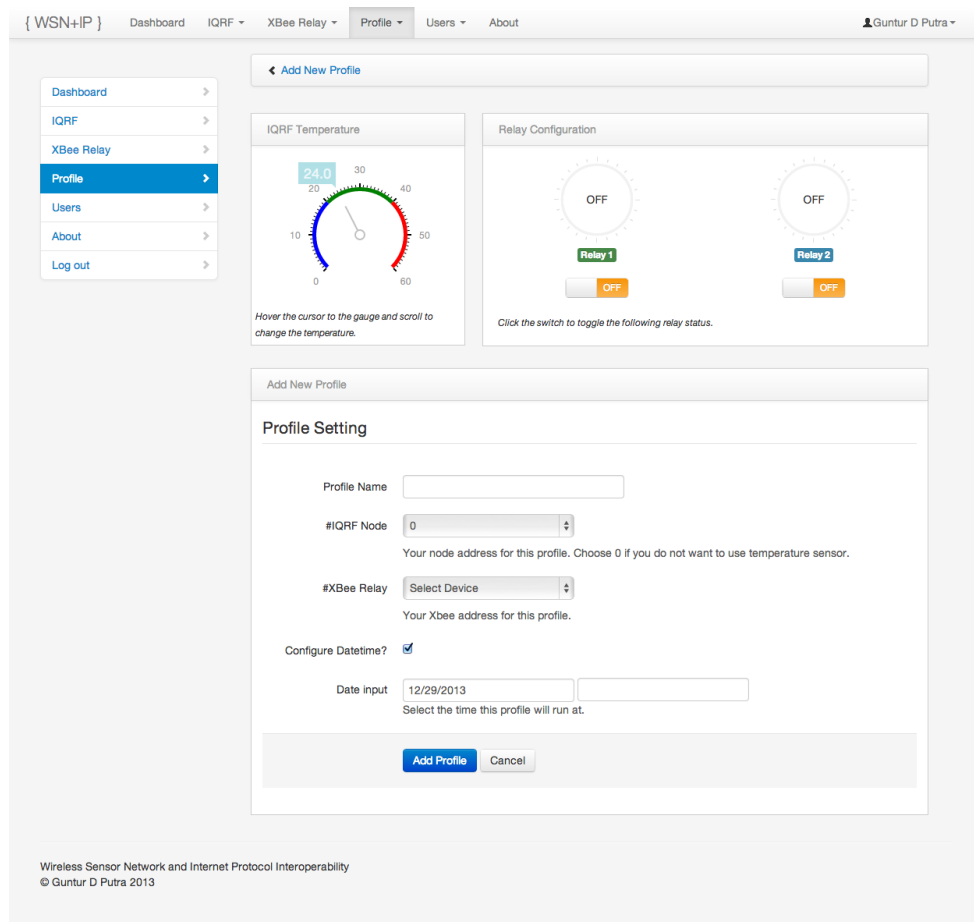 { WSN+IP } Dashboard IQRF XBee Relay Profile Users About Guntur D Putra
Add New Profile
Dashboard
IQRF
XBee Relay
Profile
Users
About
Log out
IQRF Temperature
24.0
0
10
20
30
40
50
60
Hover the cursor to the gauge and scroll to
change the temperature.
Relay Configuration
OFF OFF
Relay 1 Relay 2
OFF OFF
Click the switch to toggle the following relay status.
Add New Profile
Profile Setting
Profile Name
#IQRF Node 0
Your node address for this profile. Choose 0 if you do not want to use temperature sensor.
#XBee Relay Select Device
Your Xbee address for this profile.
Configure Datetime?
Date input 12/29/2013
Select the time this profile will run at.
Add Profile Cancel
Wireless Sensor Network and Internet Protocol Interoperability
© Guntur D Putra 2013